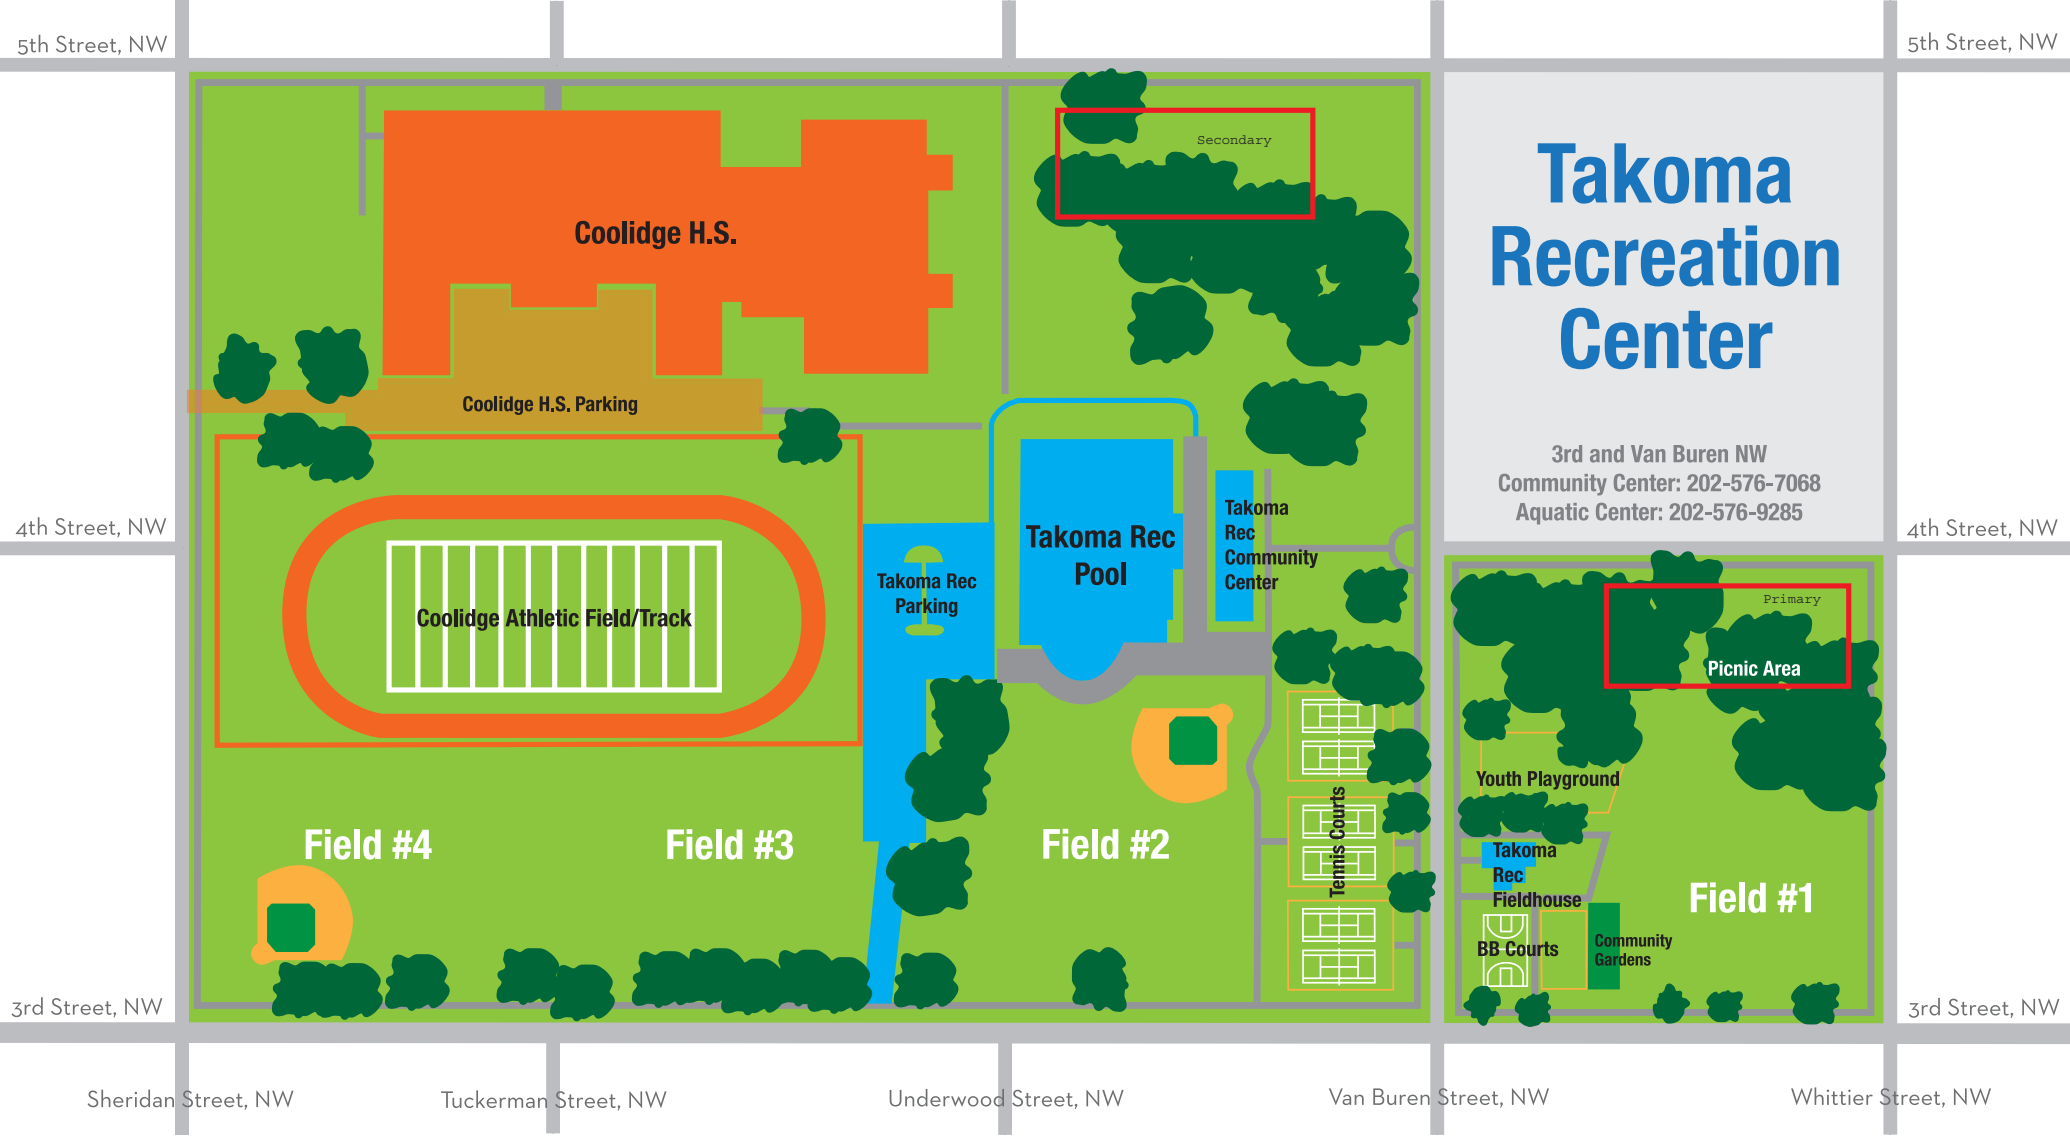 5th Street, NW
5th Street, NW
Secondary
Takoma
Recreation
Center
Coolidge H.S.
Coolidge H.S. Parking
3rd and Van Buren NW
Community Center: 202-576-7068
Aquatic Center: 202-576-9285
4th Street, NW
4th Street, NW
Takoma Rec
Parking
Takoma Rec
Pool
Takoma
Rec
Community
Center
Coolidge Athletic Field/Track
Primary
Picnic Area
Youth Playground
Tennis Courts
Field #4
Field #3
Field #2
Takoma
Rec
Fieldhouse
Field #1
BB Courts
Community
Gardens
3rd Street, NW
3rd Street, NW
Sheridan Street, NW
Tuckerman Street, NW
Underwood Street, NW
Van Buren Street, NW
Whittier Street, NW